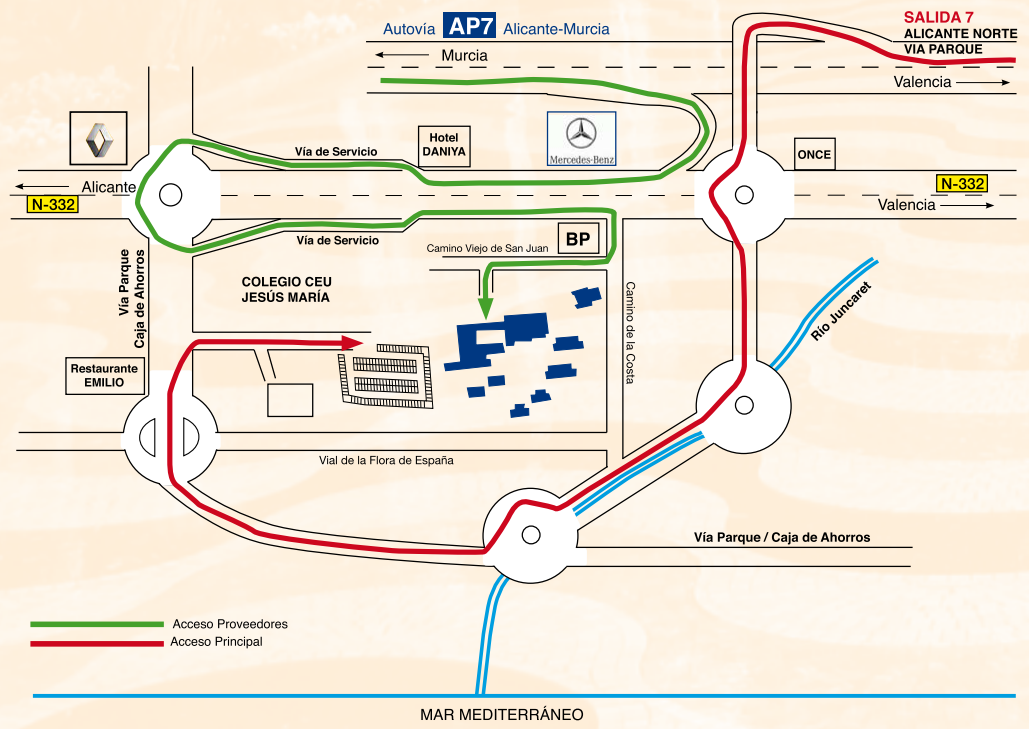 Autovía AP7 Alicante-Murcia
SALIDA 7
ALICANTE NORTE
VIA PARQUE
Murcia
Valencia
Hotel
DANIYA
Mercedes-Benz
ONCE
Vía de Servicio
Alicante
N-332
N-332
Valencia
Vía de Servicio
BP
Camino Viejo de San Juan
Vía Parque
Caja de Ahorros
COLEGIO CEU
JESÚS MARÍA
Camino de la Costa
Río Juncaret
Restaurante
EMILIO
Vial de la Flora de España
Vía Parque / Caja de Ahorros
Acceso Proveedores
Acceso Principal
MAR MEDITERRÁNEO